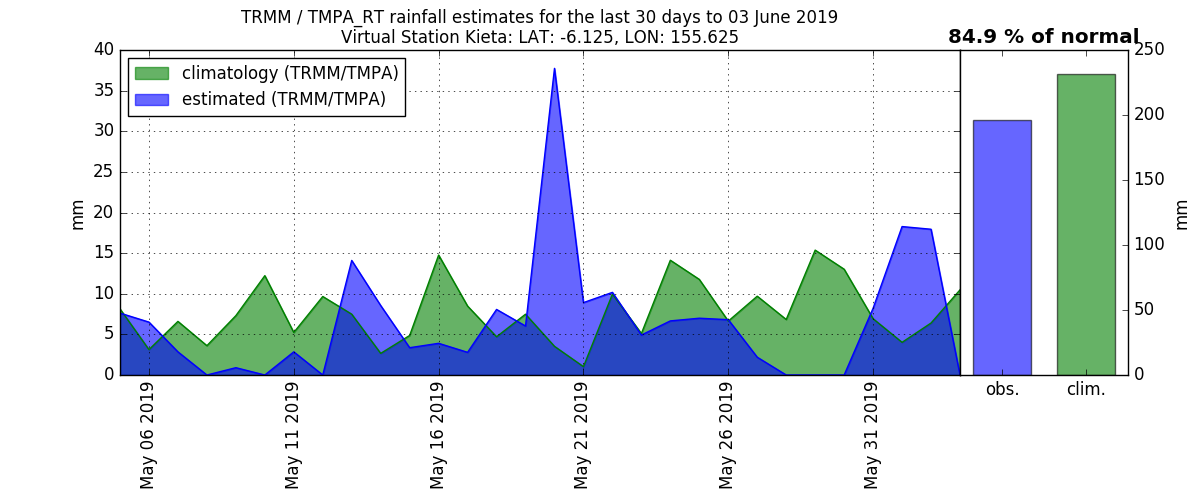 TRMM / TMPA_RT rainfall estimates for the last 30 days to 03 June 2019
Virtual Station Kieta: LAT: -6.125, LON: 155.625
84.9 % of normal
climatology (TRMM/TMPA)
estimated (TRMM/TMPA)
mm
40
35
30
25
20
15
10
5
0
May 06 2019
May 11 2019
May 16 2019
May 21 2019
May 26 2019
May 31 2019
obs.
clim.
250
200
150
100
50
0
mm